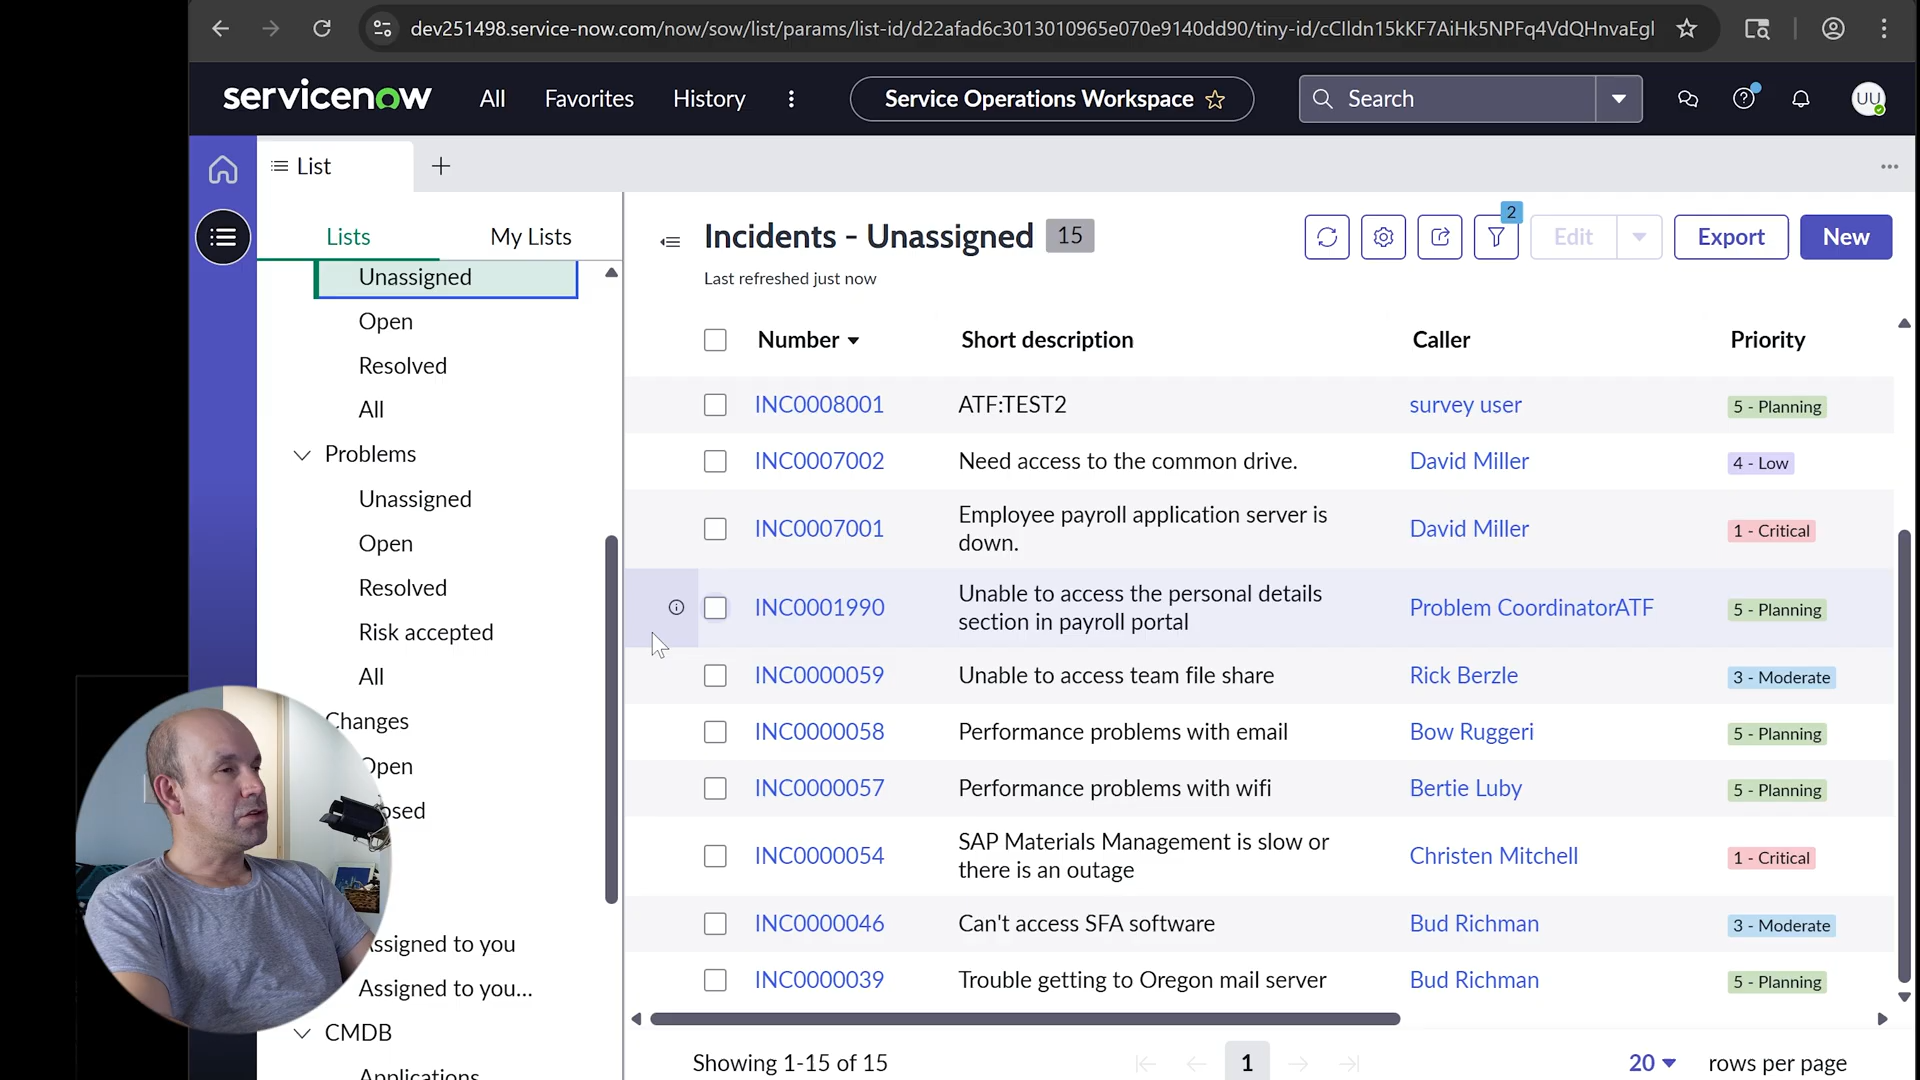 dev251498.service-now.com/now/sow/list/params/list-id/d22afad6c3013010965e070e9140dd90/tiny-id/cClldn15kKF7AiHk5NPFq4VdQHnvaEgl
servicenow
All
Favorites
History
Service Operations Workspace
Search
UU
List
Lists
My Lists
Unassigned
Open
Resolved
All
Problems
Unassigned
Open
Resolved
Risk accepted
All
Changes
Open
Assigned to you
Assigned to you...
CMDB
Applications
Incidents - Unassigned 15
Last refreshed just now
2
Edit
Export
New
Number Short description Caller Priority
INC0008001 ATF:TEST2 survey user 5 - Planning
INC0007002 Need access to the common drive. David Miller 4 - Low
INC0007001 Employee payroll application server is down. David Miller 1 - Critical
INC0001990 Unable to access the personal details section in payroll portal Problem CoordinatorATF 5 - Planning
INC0000059 Unable to access team file share Rick Berzle 3 - Moderate
INC0000058 Performance problems with email Bow Ruggeri 5 - Planning
INC0000057 Performance problems with wifi Bertie Luby 5 - Planning
INC0000054 SAP Materials Management is slow or there is an outage Christen Mitchell 1 - Critical
INC0000046 Can't access SFA software Bud Richman 3 - Moderate
INC0000039 Trouble getting to Oregon mail server Bud Richman 5 - Planning
Showing 1-15 of 15
1
20 rows per page